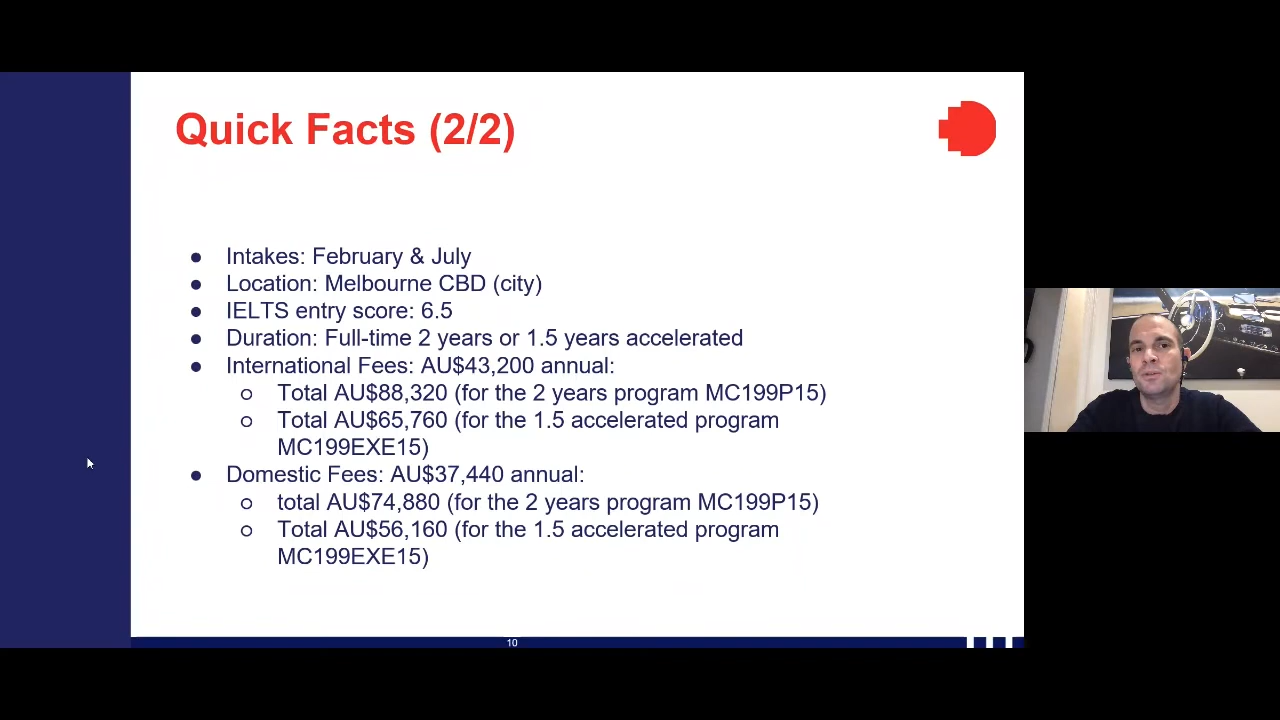 Quick Facts (2/2)
● Intakes: February & July
● Location: Melbourne CBD (city)
● IELTS entry score: 6.5
● Duration: Full-time 2 years or 1.5 years accelerated
● International Fees: AU$43,200 annual:
○ Total AU$88,320 (for the 2 years program MC199P15)
○ Total AU$65,760 (for the 1.5 accelerated program
MC199EXE15)
● Domestic Fees: AU$37,440 annual:
○ total AU$74,880 (for the 2 years program MC199P15)
○ Total AU$56,160 (for the 1.5 accelerated program
MC199EXE15)
10